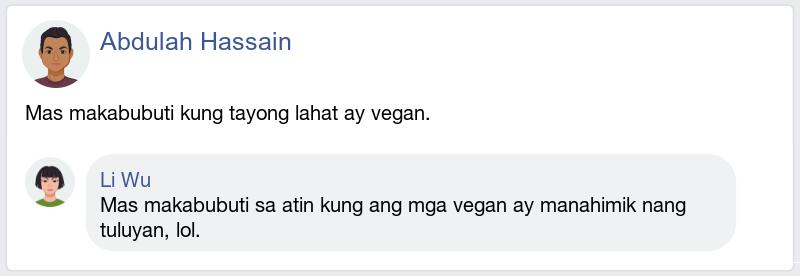 Abdulah Hassain
Mas makabubuti kung tayong lahat ay vegan.
Li Wu
Mas makabubuti sa atin kung ang mga vegan ay manahimik nang
tuluyan, lol.